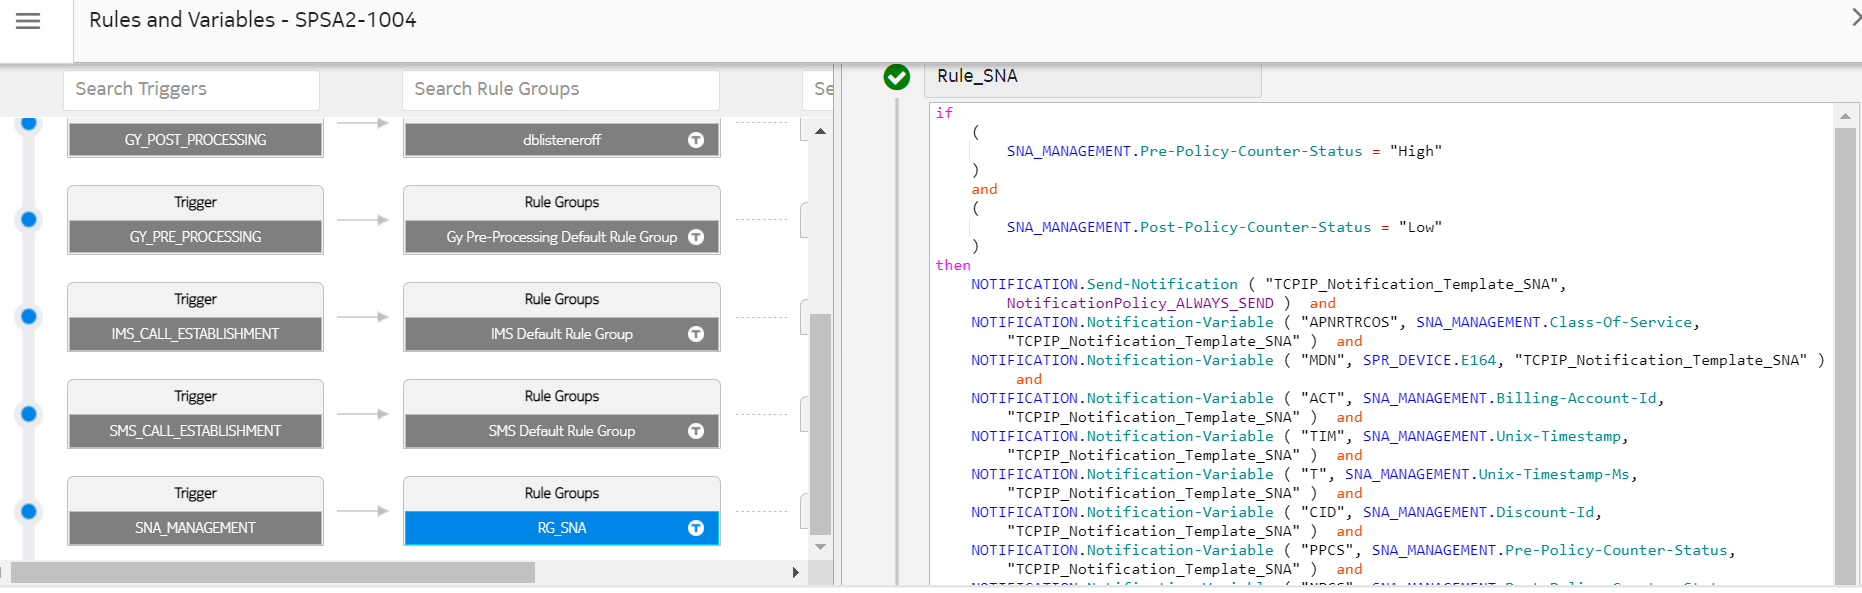 Rules and Variables - SPSA2-1004
Search Triggers
Search Rule Groups
Se
GY_POST_PROCESSING
dblisteneroff
T
Trigger
Rule Groups
GY_PRE_PROCESSING
Gy Pre-Processing Default Rule Group
T
Trigger
Rule Groups
IMS_CALL_ESTABLISHMENT
IMS Default Rule Group
T
Trigger
Rule Groups
SMS_CALL_ESTABLISHMENT
SMS Default Rule Group
T
Trigger
Rule Groups
SNA_MANAGEMENT
RG_SNA
T
Rule_SNA
if
(
SNA_MANAGEMENT.Pre-Policy-Counter-Status = "High"
)
and
(
SNA_MANAGEMENT.Post-Policy-Counter-Status = "Low"
)
then
NOTIFICATION.Send-Notification ( "TCPIP_Notification_Template_SNA",
NotificationPolicy_ALWAYS_SEND ) and
NOTIFICATION.Notification-Variable ( "APNRTRCOS", SNA_MANAGEMENT.Class-Of-Service,
"TCPIP_Notification_Template_SNA" ) and
NOTIFICATION.Notification-Variable ( "MDN", SPR_DEVICE.E164, "TCPIP_Notification_Template_SNA" )
and
NOTIFICATION.Notification-Variable ( "ACT", SNA_MANAGEMENT.Billing-Account-Id,
"TCPIP_Notification_Template_SNA" ) and
NOTIFICATION.Notification-Variable ( "TIM", SNA_MANAGEMENT.Unix-Timestamp,
"TCPIP_Notification_Template_SNA" ) and
NOTIFICATION.Notification-Variable ( "T", SNA_MANAGEMENT.Unix-Timestamp-Ms,
"TCPIP_Notification_Template_SNA" ) and
NOTIFICATION.Notification-Variable ( "CID", SNA_MANAGEMENT.Discount-Id,
"TCPIP_Notification_Template_SNA" ) and
NOTIFICATION.Notification-Variable ( "PPCS", SNA_MANAGEMENT.Pre-Policy-Counter-Status,
"TCPIP_Notification_Template_SNA" ) and